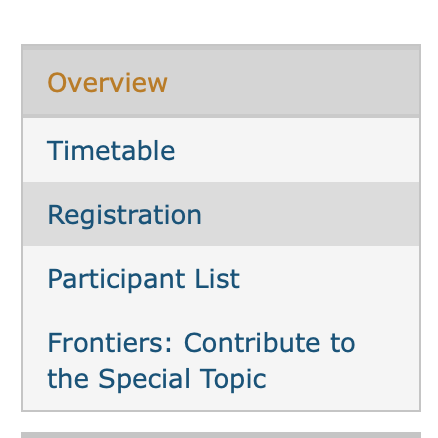 Overview
Timetable
Registration
Participant List
Frontiers: Contribute to
the Special Topic